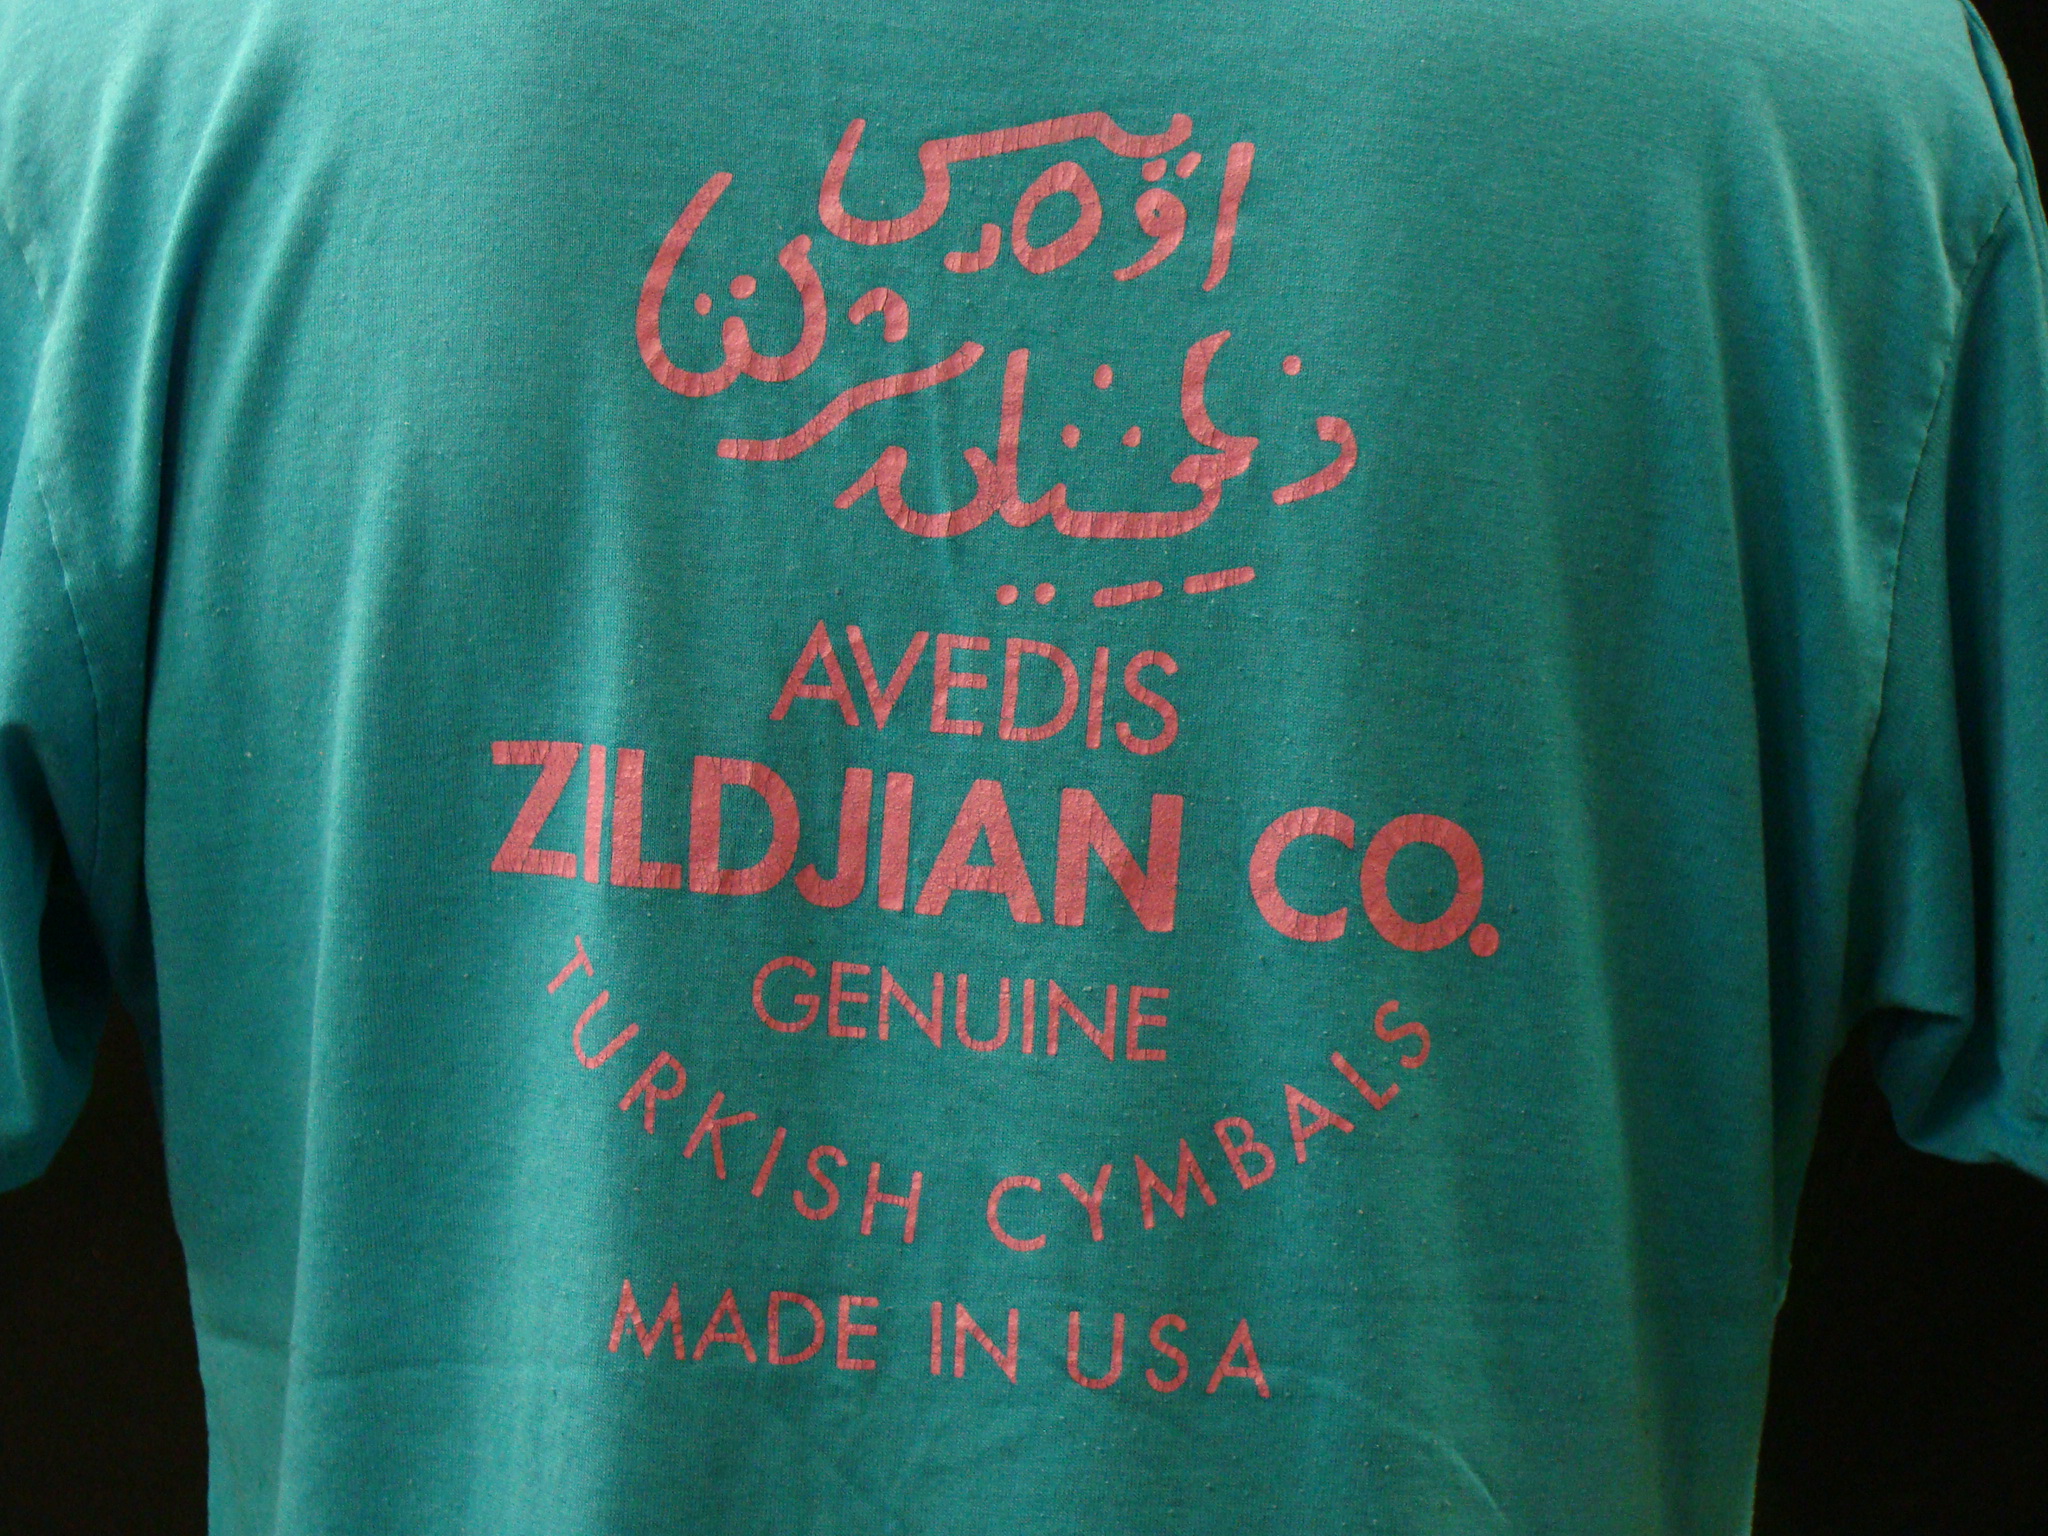 AVEDIS
ZILDJIAN CO.
GENUINE
TURKISH CYMBALS
MADE IN USA